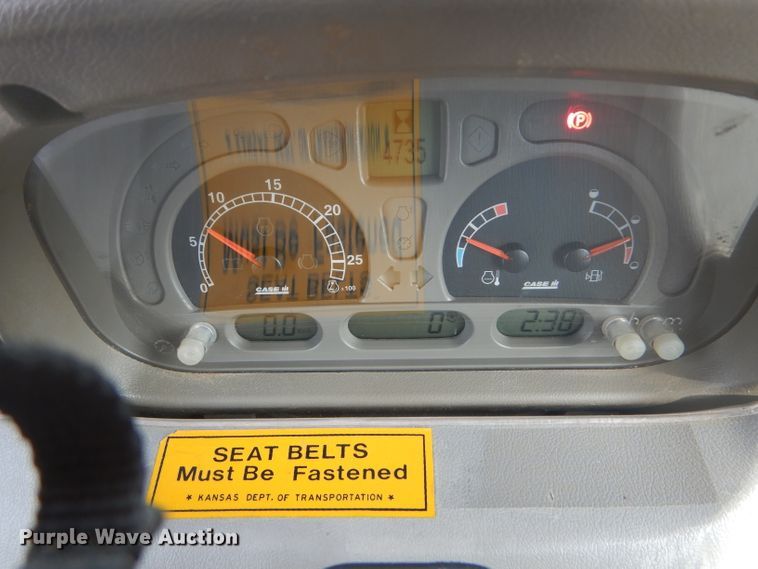 4735
0 5 10 15 20 25
x100
CASE IH
CASE IH
0.0 0 2:38
SEAT BELTS
Must Be Fastened
* KANSAS DEPT. OF TRANSPORTATION *
Purple Wave Auction